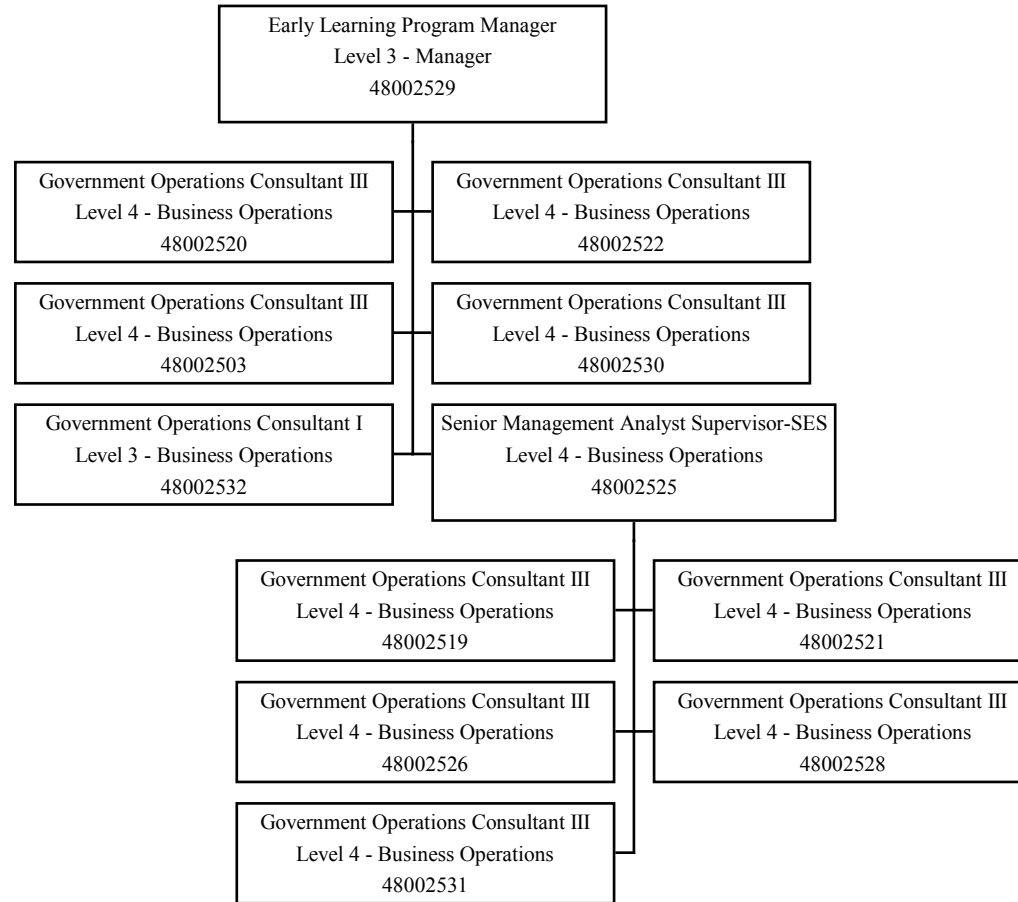 Early Learning Program Manager
Level 3 - Manager
48002529
Government Operations Consultant III
Level 4 - Business Operations
48002520
Government Operations Consultant III
Level 4 - Business Operations
48002522
Government Operations Consultant III
Level 4 - Business Operations
48002503
Government Operations Consultant III
Level 4 - Business Operations
48002530
Government Operations Consultant I
Level 3 - Business Operations
48002532
Senior Management Analyst Supervisor-SES
Level 4 - Business Operations
48002525
Government Operations Consultant III
Level 4 - Business Operations
48002519
Government Operations Consultant III
Level 4 - Business Operations
48002521
Government Operations Consultant III
Level 4 - Business Operations
48002526
Government Operations Consultant III
Level 4 - Business Operations
48002528
Government Operations Consultant III
Level 4 - Business Operations
48002531